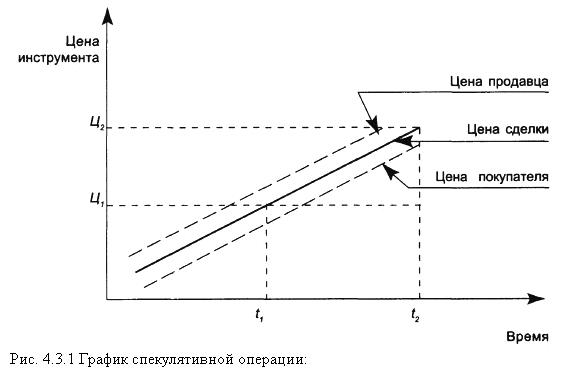 Цена
инструмента
Цена продавца
Ц2
Цена сделки
Цена покупателя
Ц1
t1
t2
Время
Рис. 4.3.1 График спекулятивной операции: